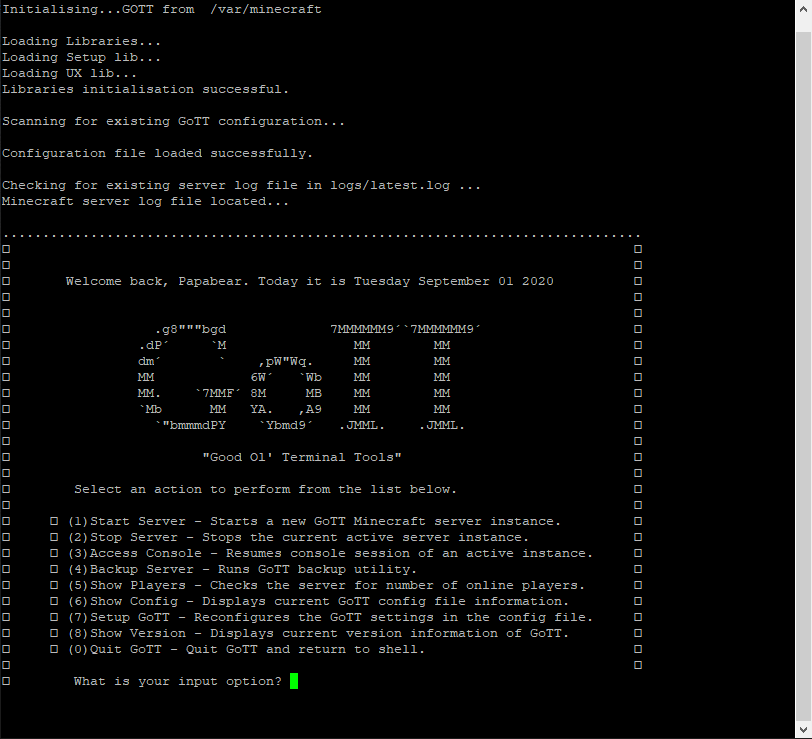 Initialising...GOTT from  /var/minecraft
Loading Libraries...
Loading Setup lib...
Loading UX lib...
Libraries initialisation successful.
Scanning for existing GoTT configuration...
Configuration file loaded successfully.
Checking for existing server log file in logs/latest.log ...
Minecraft server log file located...
................................................................................
Welcome back, Papabear. Today it is Tuesday September 01 2020
.g8"""bgd             7MMMMMM9´`7MMMMMM9´
.dP´     `M                MM        MM
dm´       `    ,pW"Wq.     MM        MM
MM            6W´   `Wb    MM        MM
MM.    `7MMF´ 8M     MB    MM        MM
`Mb      MM   YA.   ,A9    MM        MM
`"bmmmdPY    `Ybmd9´   .JMML.    .JMML.
"Good Ol' Terminal Tools"
Select an action to perform from the list below.
(1)Start Server - Starts a new GoTT Minecraft server instance.
(2)Stop Server - Stops the current active server instance.
(3)Access Console - Resumes console session of an active instance.
(4)Backup Server - Runs GoTT backup utility.
(5)Show Players - Checks the server for number of online players.
(6)Show Config - Displays current GoTT config file information.
(7)Setup GoTT - Reconfigures the GoTT settings in the config file.
(8)Show Version - Displays current version information of GoTT.
(0)Quit GoTT - Quit GoTT and return to shell.
What is your input option?